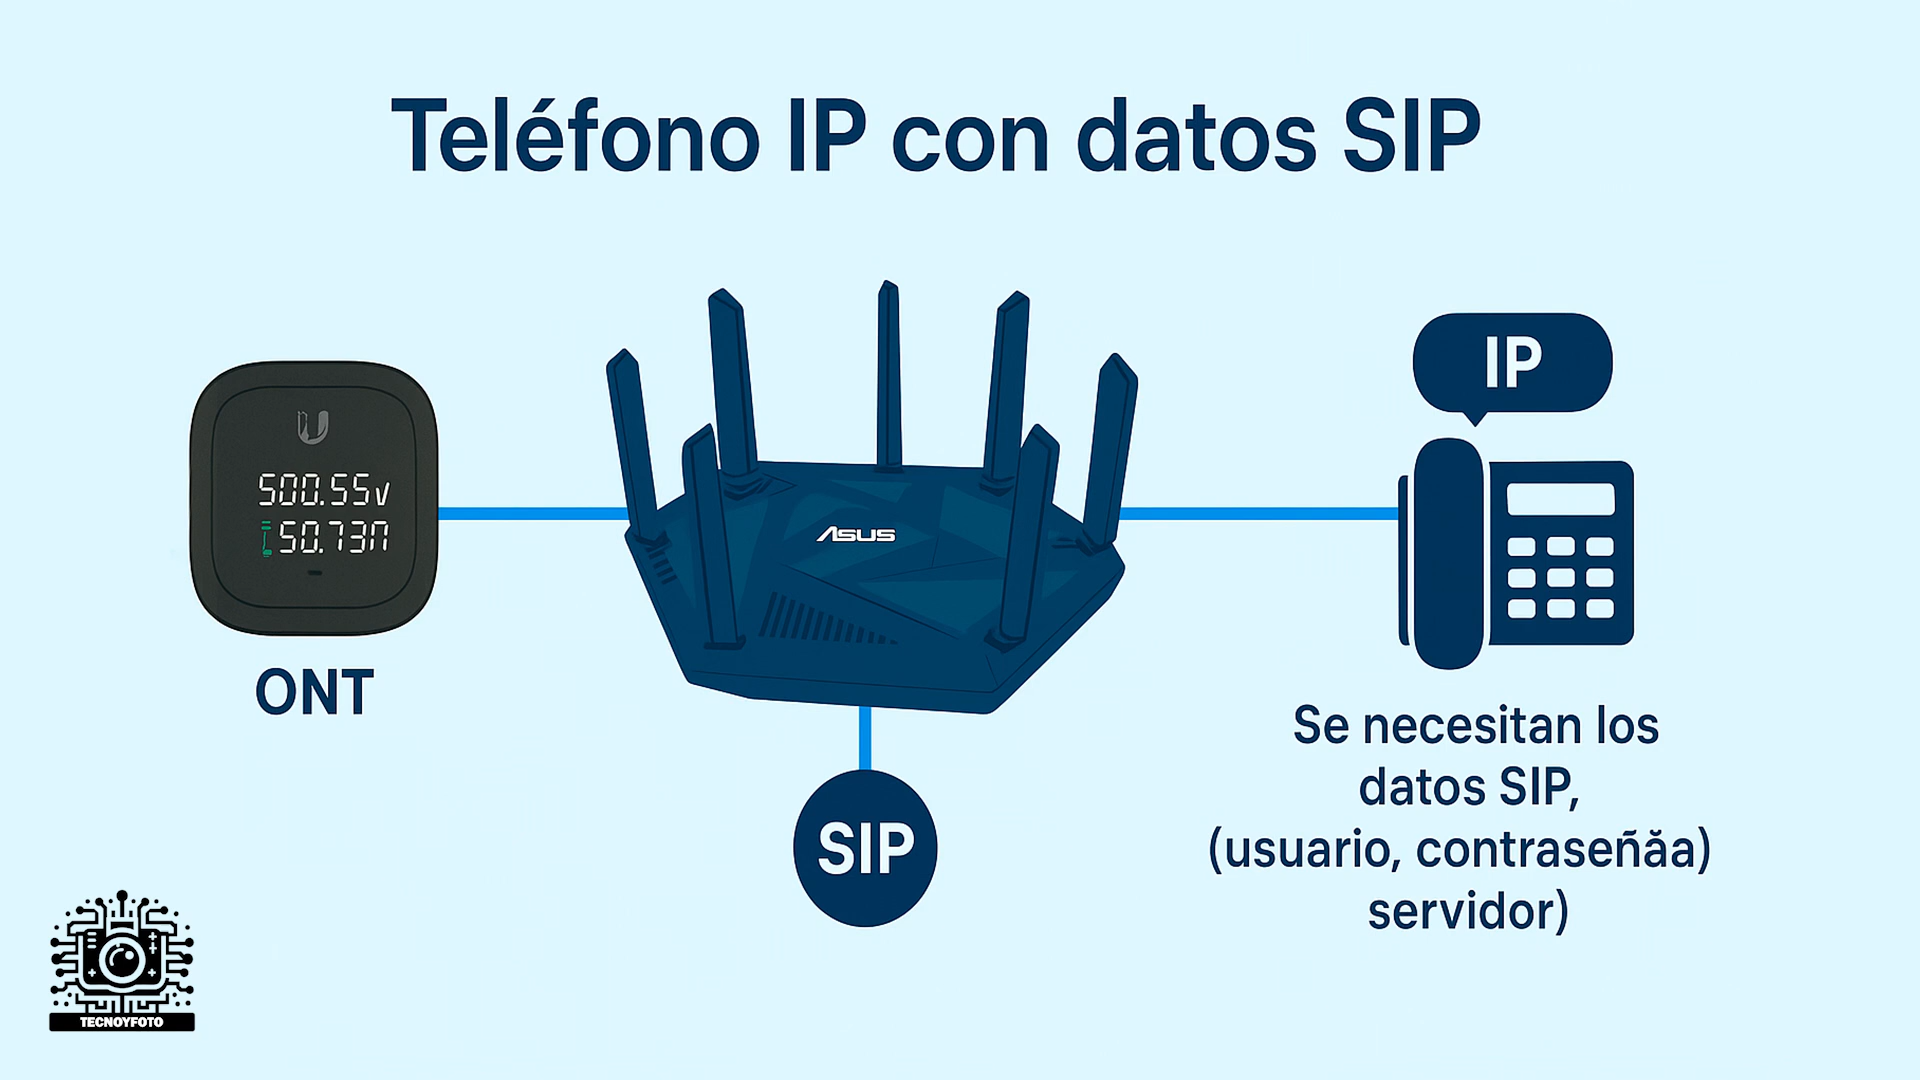 Teléfono IP con datos SIP
IP
500.55v
50.73
ASUS
ONT
SIP
Se necesitan los
datos SIP,
(usuario, contraseñăa)
servidor)
TECNOYFOTO